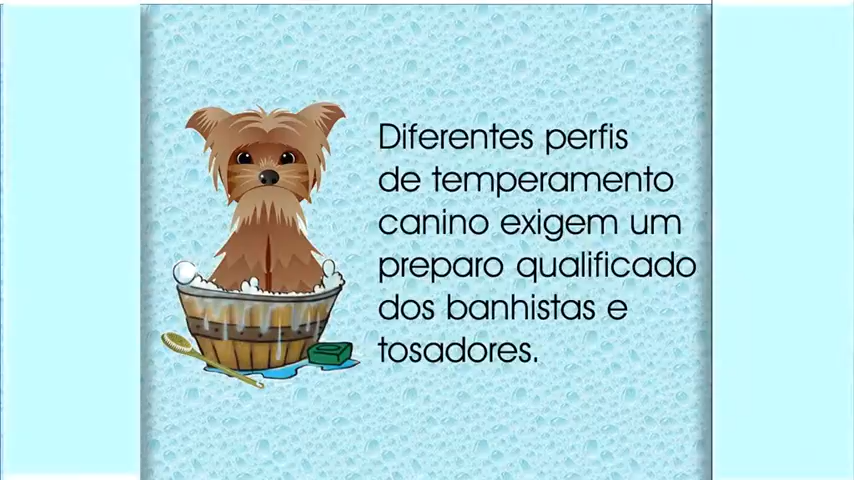 Diferentes perfis
de temperamento
canino exigem um
preparo qualificado
dos banhistas e
tosadores.